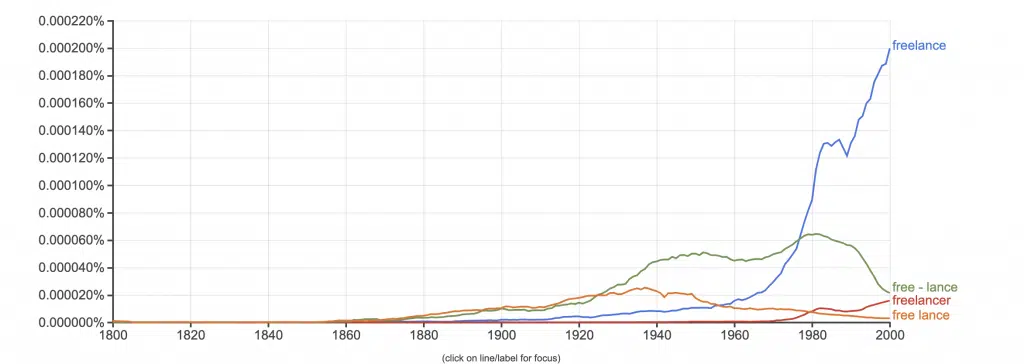 0.000220%
0.000200%
freelance
0.000180%
0.000160%
0.000140%
0.000120%
0.000100%
0.000080%
0.000060%
0.000040%
free - lance
0.000020%
freelancer
free lance
0.000000%
1800 1820 1840 1860 1880 1900 1920 1940 1960 1980 2000
(click on line/label for focus)